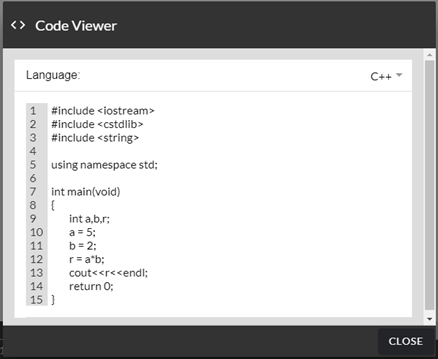 <> Code Viewer
Language:
C++
1 #include <iostream>
2 #include <cstdlib>
3 #include <string>
4
5 using namespace std;
6
7 int main(void)
8 {
9 int a,b,r;
10 a = 5;
11 b = 2;
12 r = a*b;
13 cout<<r<<endl;
14 return 0;
15 }
CLOSE